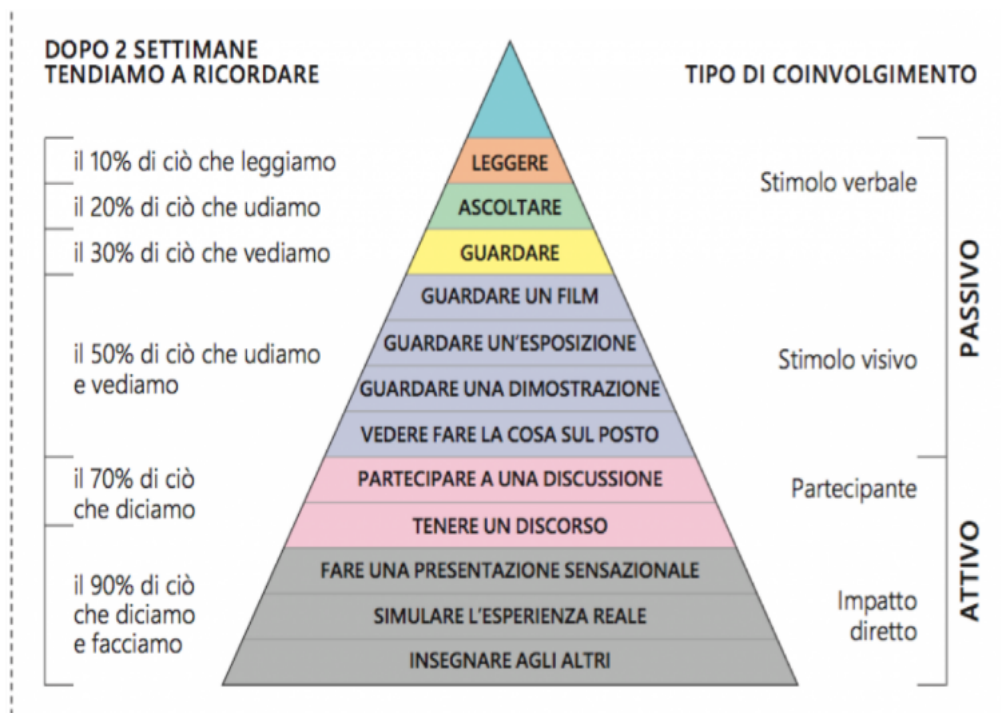 DOPO 2 SETTIMANE
TENDIAMO A RICORDARE
TIPO DI COINVOLGIMENTO
il 10% di ciò che leggiamo
il 20% di ciò che udiamo
il 30% di ciò che vediamo
il 50% di ciò che udiamo
e vediamo
il 70% di ciò
che diciamo
il 90% di ciò
che diciamo
e facciamo
LEGGERE
ASCOLTARE
GUARDARE
GUARDARE UN FILM
GUARDARE UN'ESPOSIZIONE
GUARDARE UNA DIMOSTRAZIONE
VEDERE FARE LA COSA SUL POSTO
PARTECIPARE A UNA DISCUSSIONE
TENERE UN DISCORSO
FARE UNA PRESENTAZIONE SENSAZIONALE
SIMULARE L'ESPERIENZA REALE
INSEGNARE AGLI ALTRI
Stimolo verbale
Stimolo visivo
Partecipante
Impatto
diretto
PASSIVO
ATTIVO